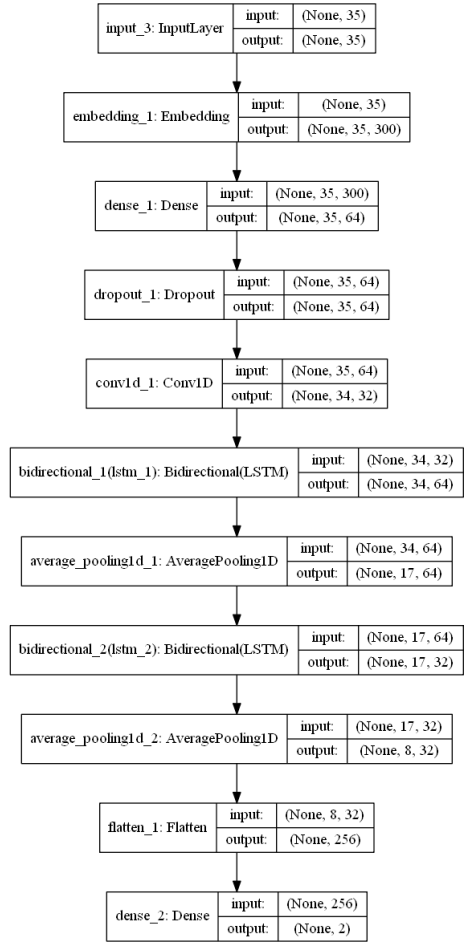 input_3: InputLayer
input: (None, 35)
output: (None, 35)
embedding_1: Embedding
input: (None, 35)
output: (None, 35, 300)
dense_1: Dense
input: (None, 35, 300)
output: (None, 35, 64)
dropout_1: Dropout
input: (None, 35, 64)
output: (None, 35, 64)
conv1d_1: Conv1D
input: (None, 35, 64)
output: (None, 34, 32)
bidirectional_1(lstm_1): Bidirectional(LSTM)
input: (None, 34, 32)
output: (None, 34, 64)
average_pooling1d_1: AveragePooling1D
input: (None, 34, 64)
output: (None, 17, 64)
bidirectional_2(lstm_2): Bidirectional(LSTM)
input: (None, 17, 64)
output: (None, 17, 32)
average_pooling1d_2: AveragePooling1D
input: (None, 17, 32)
output: (None, 8, 32)
flatten_1: Flatten
input: (None, 8, 32)
output: (None, 256)
dense_2: Dense
input: (None, 256)
output: (None, 2)